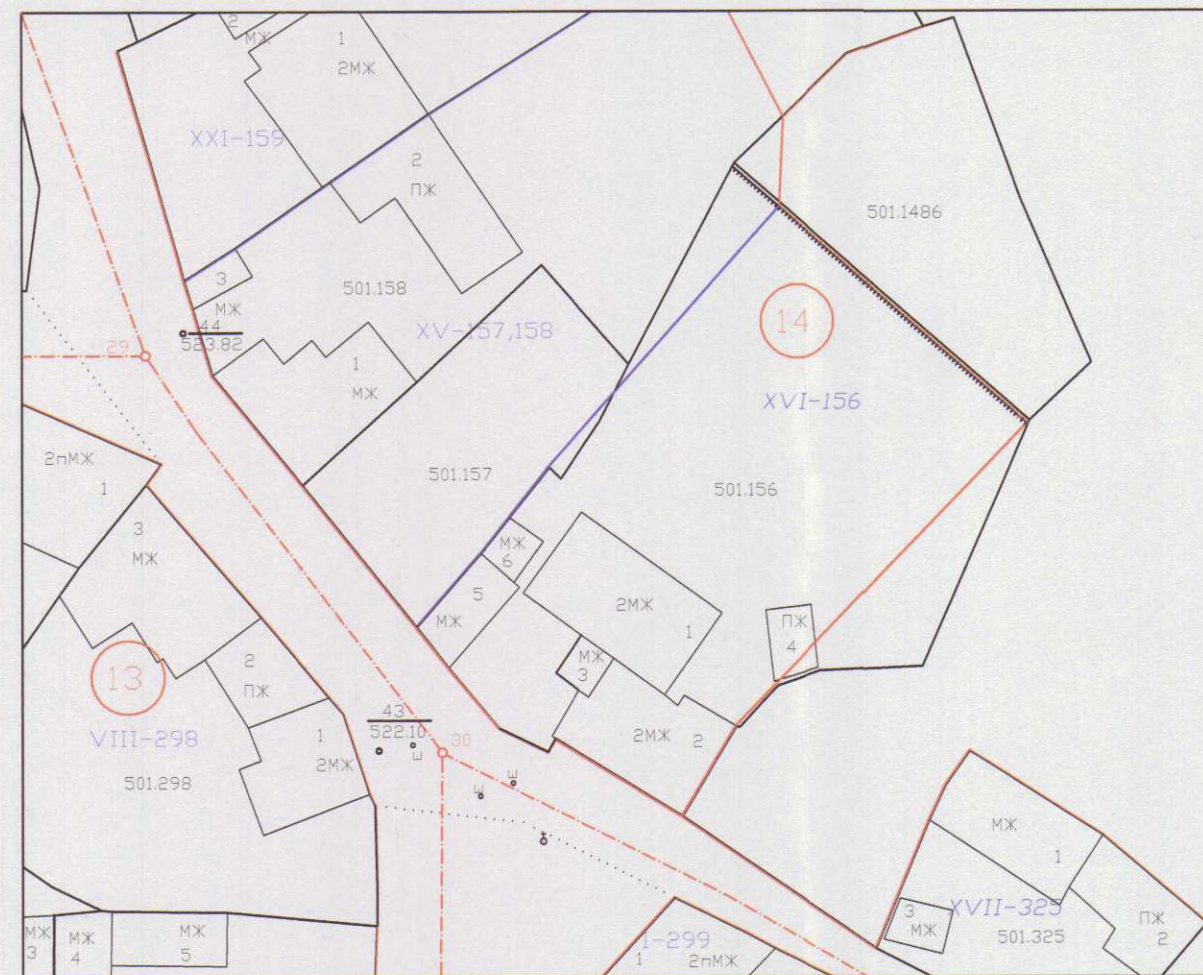 2
МЖ
1
2МЖ
XXI-159
2
ПЖ
501.1486
3
МЖ
501.158
44
523.82
29
XV-157,158
14
1
МЖ
XVI-156
2пМЖ
1
501.157
501.156
3
МЖ
МЖ
6
5
МЖ
2МЖ
1
ПЖ
4
МЖ
3
13
2
ПЖ
VIII-298
501.298
1
2МЖ
43
522.10
30
Ш
2МЖ
2
Ш
Ш
МЖ
1
3
МЖ
XVII-325
501.325
ПЖ
2
МЖ
3
МЖ
4
МЖ
5
I-299
1
2пМЖ